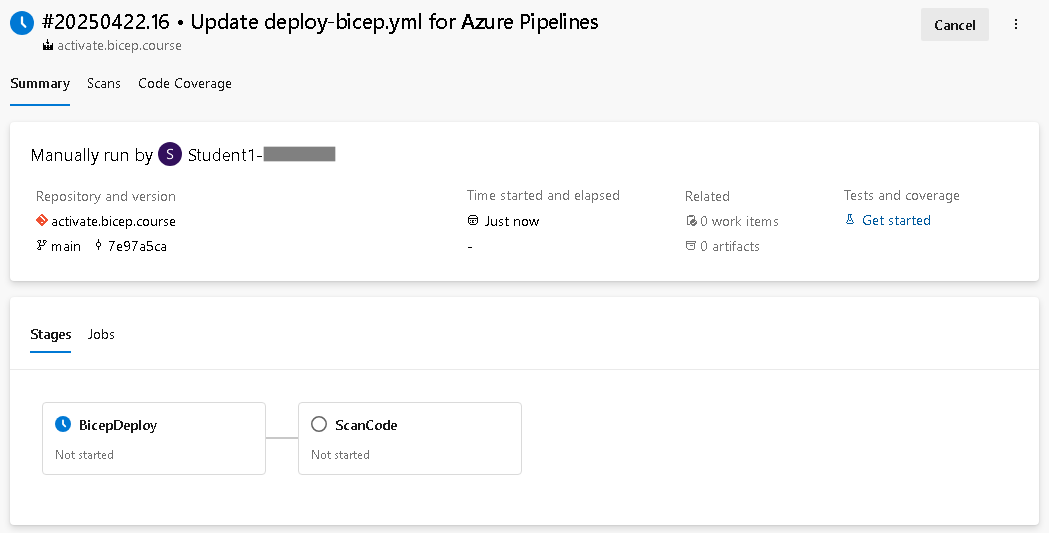 #20250422.16 • Update deploy-bicep.yml for Azure Pipelines
Cancel
activate.bicep.course
Summary Scans Code Coverage
Manually run by S Student1-
Repository and version
activate.bicep.course
main 7e97a5ca
Time started and elapsed
Just now
-
Related
0 work items
0 artifacts
Tests and coverage
Get started
Stages Jobs
BicepDeploy
Not started
ScanCode
Not started